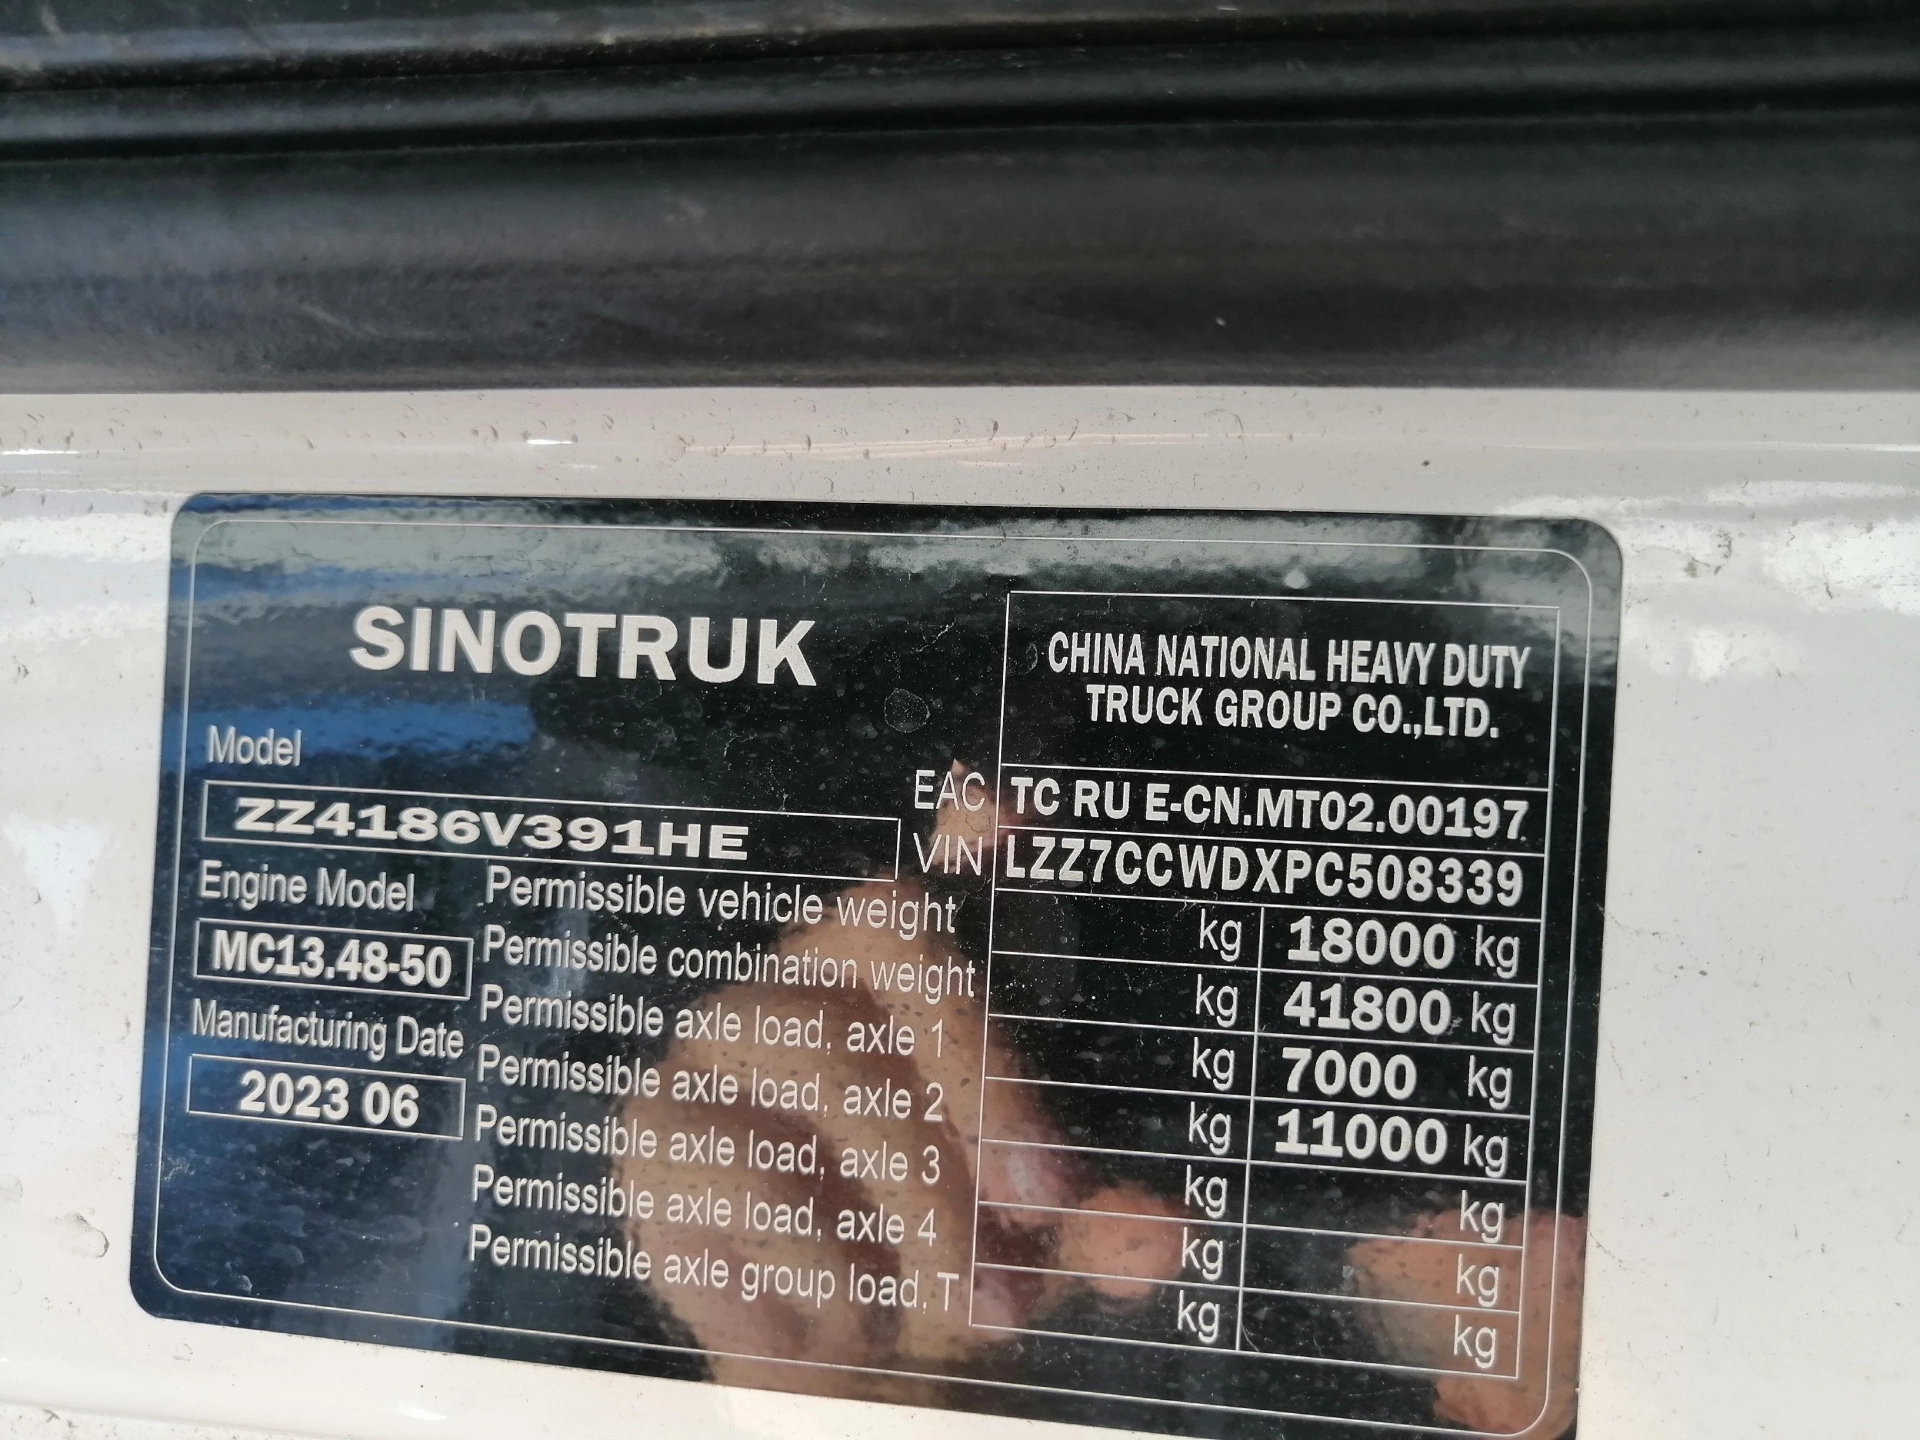 SINOTRUK
CHINA NATIONAL HEAVY DUTY
TRUCK GROUP CO.,LTD.
Model
ZZ4186V391HE
EAC TC RU E-CN.MT02.00197
VIN LZZ7CCWDXPC508339
Engine Model
MC13.48-50
Manufacturing Date
2023 06
Permissible vehicle weight kg 18000 kg
Permissible combination weight kg 41800 kg
Permissible axle load, axle 1 kg 7000 kg
Permissible axle load, axle 2 kg 11000 kg
Permissible axle load, axle 3 kg kg
Permissible axle load, axle 4 kg kg
Permissible axle group load, T kg kg